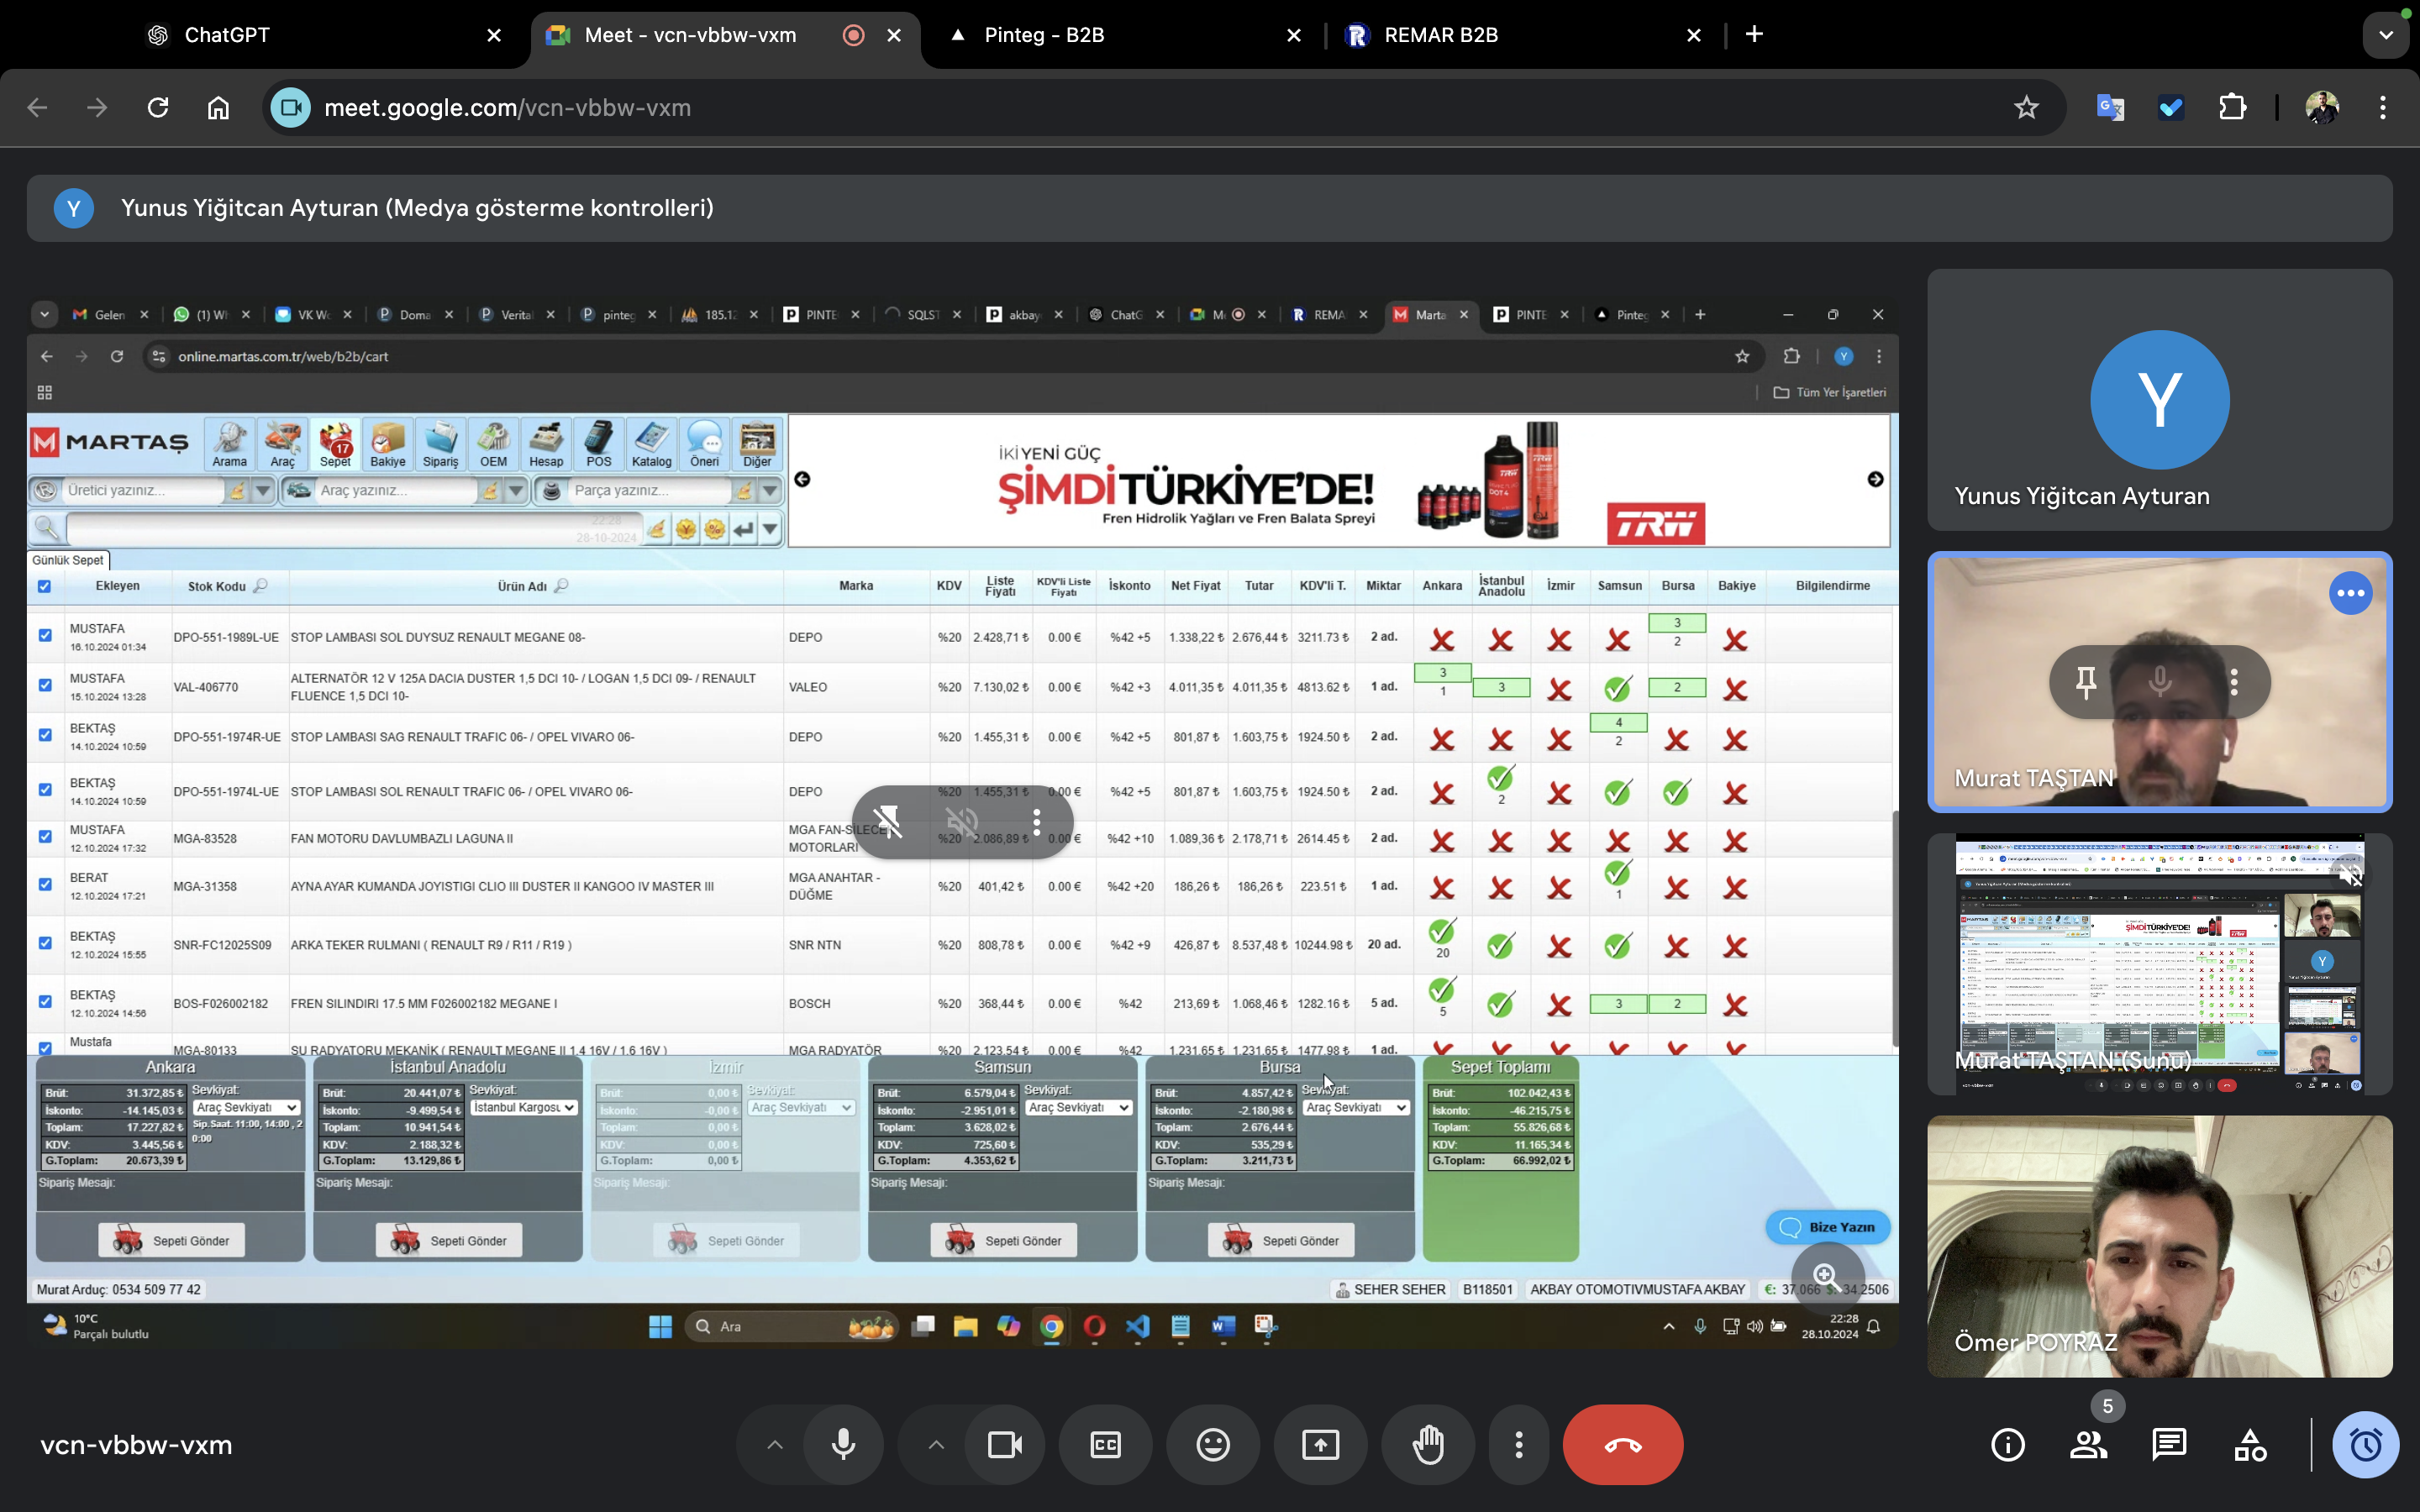 ChatGPT
Meet - vcn-vbbw-vxm
Pinteg - B2B
REMAR B2B
meet.google.com/vcn-vbbw-vxm
Y
Yunus Yiğitcan Ayturan (Medya gösterme kontrolleri)
Gelen
(1) W
VK Wo
Doma
Verital
pinteg
185.12
PINTE
SQLST
akbay
ChatG
M
REMA
Marta
PINTE
Pinteg
online.martas.com.tr/web/b2b/cart
Tüm Yer İşaretleri
MARTAŞ
17
Arama Araç Sepet Bakiye Sipariş OEM Hesap POS Katalog Öneri Diğer
Üretici yazınız... Araç yazınız... Parça yazınız...
22:28
28-10-2024
İKİ YENİ GÜÇ
ŞİMDİ TÜRKİYE'DE!
Fren Hidrolik Yağları ve Fren Balata Spreyi
TRW
Günlük Sepet
Ekleyen Stok Kodu Ürün Adı Marka KDV Liste Fiyatı KDV'li Liste Fiyatı İskonto Net Fiyat Tutar KDV'li T. Miktar Ankara İstanbul Anadolu İzmir Samsun Bursa Bakiye Bilgilendirme
MUSTAFA 16.10.2024 01:34 DPO-551-1989L-UE STOP LAMBASI SOL DUYSUZ RENAULT MEGANE 08- DEPO %20 2.428,71 ₺ 0.00 € %42 +5 1.338,22 ₺ 2.676,44 ₺ 3211.73 ₺ 2 ad. 3 2
MUSTAFA 15.10.2024 13:28 VAL-406770 ALTERNATÖR 12 V 125A DACIA DUSTER 1,5 DCI 10- / LOGAN 1,5 DCI 09- / RENAULT FLUENCE 1,5 DCI 10- VALEO %20 7.130,02 ₺ 0.00 € %42 +3 4.011,35 ₺ 4.011,35 ₺ 4813.62 ₺ 1 ad. 3 1 3 2
BEKTAŞ 14.10.2024 10:59 DPO-551-1974R-UE STOP LAMBASI SAG RENAULT TRAFIC 06- / OPEL VIVARO 06- DEPO %20 1.455,31 ₺ 0.00 € %42 +5 801,87 ₺ 1.603,75 ₺ 1924.50 ₺ 2 ad. 4 2
BEKTAŞ 14.10.2024 10:59 DPO-551-1974L-UE STOP LAMBASI SOL RENAULT TRAFIC 06- / OPEL VIVARO 06- DEPO %20 1.455,31 ₺ 0.00 € %42 +5 801,87 ₺ 1.603,75 ₺ 1924.50 ₺ 2 ad. 2
MUSTAFA 12.10.2024 17:32 MGA-83528 FAN MOTORU DAVLUMBAZLI LAGUNA II MGA FAN-SİLECEK MOTORLARI %20 2.086,89 ₺ 0.00 € %42 +10 1.089,36 ₺ 2.178,71 ₺ 2614.45 ₺ 2 ad.
BERAT 12.10.2024 17:21 MGA-31358 AYNA AYAR KUMANDA JOYISTIGI CLIO III DUSTER II KANGOO IV MASTER III MGA ANAHTAR - DÜĞME %20 401,42 ₺ 0.00 € %42 +20 186,26 ₺ 186,26 ₺ 223.51 ₺ 1 ad. 1
BEKTAŞ 12.10.2024 15:55 SNR-FC12025S09 ARKA TEKER RULMANI ( RENAULT R9 / R11 / R19 ) SNR NTN %20 808,78 ₺ 0.00 € %42 +9 426,87 ₺ 8.537,48 ₺ 10244.98 ₺ 20 ad. 20
BEKTAŞ 12.10.2024 14:56 BOS-F026002182 FREN SILINDIRI 17.5 MM F026002182 MEGANE I BOSCH %20 368,44 ₺ 0.00 € %42 213,69 ₺ 1.068,46 ₺ 1282.16 ₺ 5 ad. 5 3 2
Mustafa MGA-80133 SU RADYATORU MEKANİK ( RENAULT MEGANE II 1,4 16V / 1,6 16V ) MGA RADYATÖR %20 2.123,54 ₺ 0.00 € %42 1.231,65 ₺ 1.231,65 ₺ 1477.98 ₺ 1 ad.
Ankara
Brüt: 31.372,85 ₺ Sevkiyat:
İskonto: -14.145,03 ₺ Araç Sevkiyatı
Toplam: 17.227,82 ₺ Sip.Saat. 11:00, 14:00 , 2
KDV: 3.445,56 ₺ 0:00
G.Toplam: 20.673,39 ₺
Sipariş Mesajı:
Sepeti Gönder
İstanbul Anadolu
Brüt: 20.441,07 ₺ Sevkiyat:
İskonto: -9.499,54 ₺ İstanbul Kargosu
Toplam: 10.941,54 ₺
KDV: 2.188,32 ₺
G.Toplam: 13.129,86 ₺
Sipariş Mesajı:
Sepeti Gönder
İzmir
Brüt: 0,00 ₺ Sevkiyat:
İskonto: -0,00 ₺ Araç Sevkiyatı
Toplam: 0,00 ₺
KDV: 0,00 ₺
G.Toplam: 0,00 ₺
Sipariş Mesajı:
Sepeti Gönder
Samsun
Brüt: 6.579,04 ₺ Sevkiyat:
İskonto: -2.951,01 ₺ Araç Sevkiyatı
Toplam: 3.628,02 ₺
KDV: 725,60 ₺
G.Toplam: 4.353,62 ₺
Sipariş Mesajı:
Sepeti Gönder
Bursa
Brüt: 4.857,42 ₺ Sevkiyat:
İskonto: -2.180,98 ₺ Araç Sevkiyatı
Toplam: 2.676,44 ₺
KDV: 535,29 ₺
G.Toplam: 3.211,73 ₺
Sipariş Mesajı:
Sepeti Gönder
Sepet Toplamı
Brüt: 102.042,43 ₺
İskonto: -46.215,75 ₺
Toplam: 55.826,68 ₺
KDV: 11.165,34 ₺
G.Toplam: 66.992,02 ₺
Bize Yazın
Murat Arduç: 0534 509 77 42
SEHER SEHER B118501 AKBAY OTOMOTIVMUSTAFA AKBAY €: 37.066 $: 34.2506
10°C
Parçalı bulutlu
Ara
22:28
28.10.2024
Y
Yunus Yiğitcan Ayturan
Murat TAŞTAN
Murat TAŞTAN (Sunu)
Ömer POYRAZ
vcn-vbbw-vxm
5